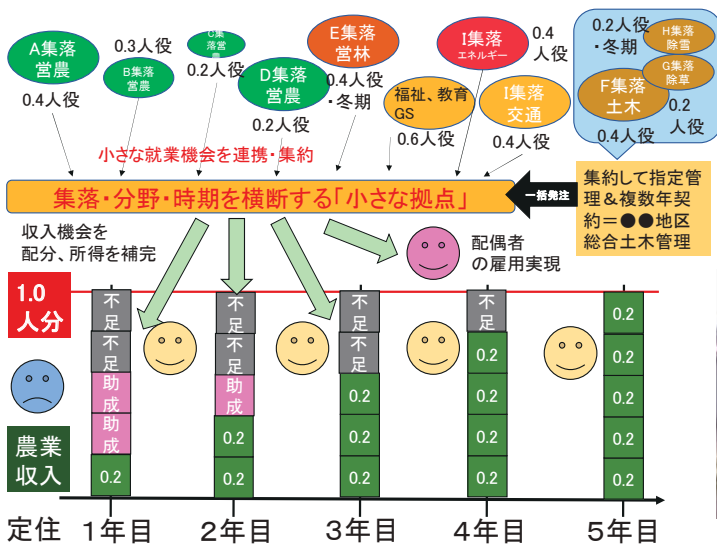 A集落
営農
0.4人役
0.3人役
B集落
営農
C集
落営
農
0.2人役
D集落
営農
0.2人役
E集落
営林
0.4人役
・冬期
福祉、教育
GS
0.6人役
I集落
エネルギー
0.4
人役
I集落
交通
0.4人役
0.2人役
・冬期
H集落
除雪
G集落
除草
F集落
土木
0.2
人役
0.4人役
小さな就業機会を連携・集約
集落・分野・時期を横断する「小さな拠点」
一括発注
集約して指定管
理&複数年契
約=●●地区
総合土木管理
収入機会を
配分、所得を補完
配偶者
の雇用実現
1.0
人分
農業
収入
不足
不足
助成
助成
0.2
不足
不足
助成
0.2
0.2
不足
不足
0.2
0.2
0.2
不足
0.2
0.2
0.2
0.2
0.2
0.2
0.2
0.2
0.2
定住 1年目 2年目 3年目 4年目 5年目